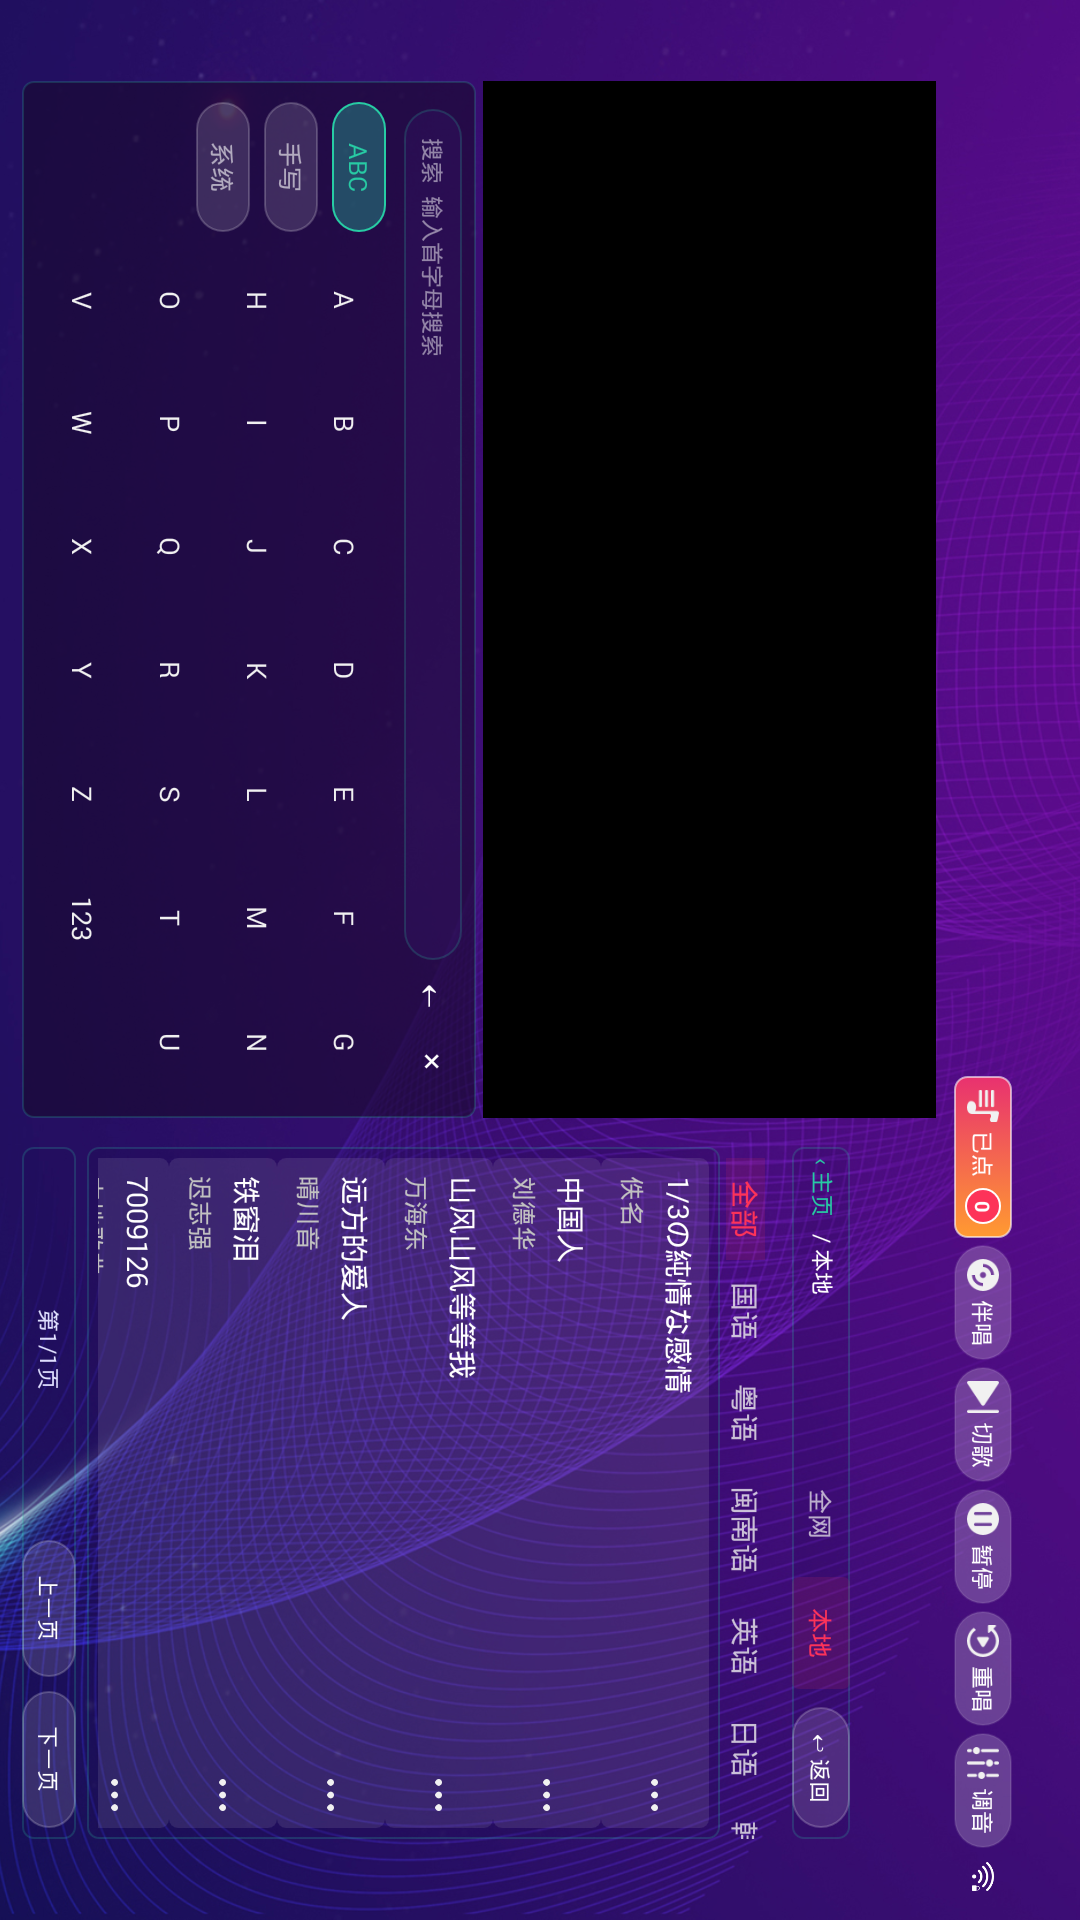 已点 0
伴唱
切歌
暂停
重唱
调音
‹ 主页 / 本地
全网
本地
返回
搜索 输入首字母搜索
ABC
手写
系统
A B C D E F G
H I J K L M N
O P Q R S T U
V W X Y Z 123
全部 国语 粤语 闽南语 英语 日语
1/3の純情な感情
佚名
中国人
刘德华
山风山风等等我
万海东
远方的爱人
晴川音
铁窗泪
迟志强
7009126
第1/1页
上一页
下一页